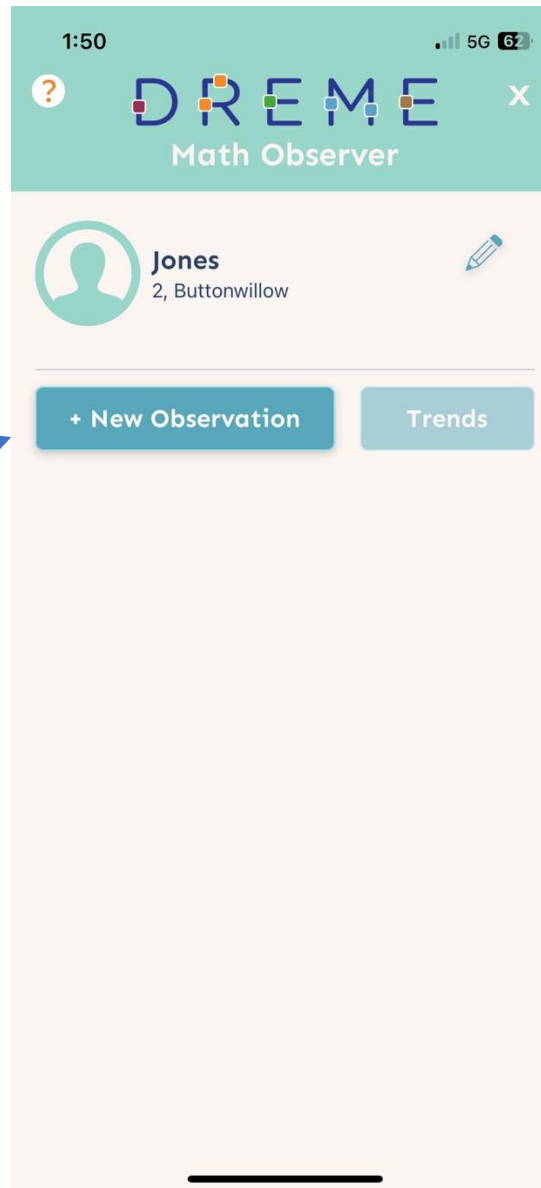 1:50 5G 62
?
DREME X
Math Observer
Jones
2, Buttonwillow
+ New Observation Trends